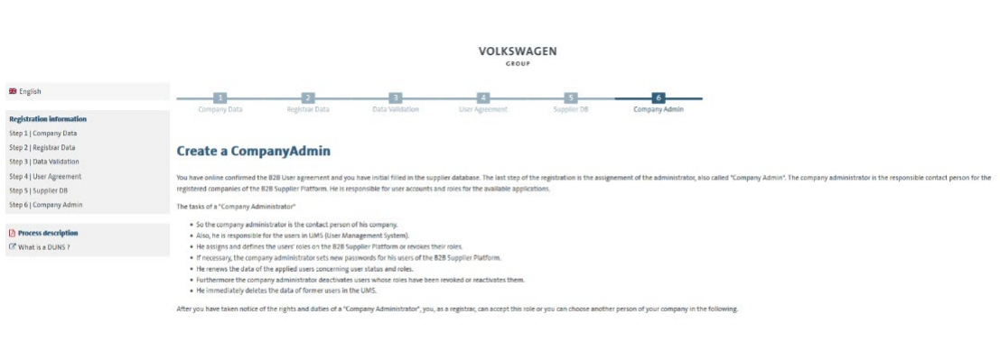 VOLKSWAGEN
GROUP
English
Registration information
Step 1 | Company Data
Step 2 | Registrar Data
Step 3 | Data Validation
Step 4 | User Agreement
Step 5 | Supplier DB
Step 6 | Company Admin
Process description
What is a DUNS ?
1 2 3 4 5 6
Company Data Registrar Data Data Validation User Agreement Supplier DB Company Admin
Create a CompanyAdmin
You have online confirmed the B2B User agreement and you have initial filled in the supplier database. The last step of the registration is the assignement of the administrator, also called "Company Admin". The company administrator is the responsible contact person for the
registered companies of the B2B Supplier Platform. He is responsible for user accounts and roles for the available applications.
The tasks of a "Company Administrator"
• So the company administrator is the contact person of his company.
• Also, he is responsible for the users in UMS (User Management System).
• He assigns and defines the users' roles on the B2B Supplier Platform or revokes their roles.
• If necessary, the company administrator sets new passwords for his users of the B2B Supplier Platform.
• He renews the data of the applied users concerning user status and roles.
• Furthermore the company administrator deactivates users whose roles have been revoked or reactivates them.
• He immediately deletes the data of former users in the UMS.
After you have taken notice of the rights and duties of a "Company Administrator", you, as a registrar, can accept this role or you can choose another person of your company in the following.